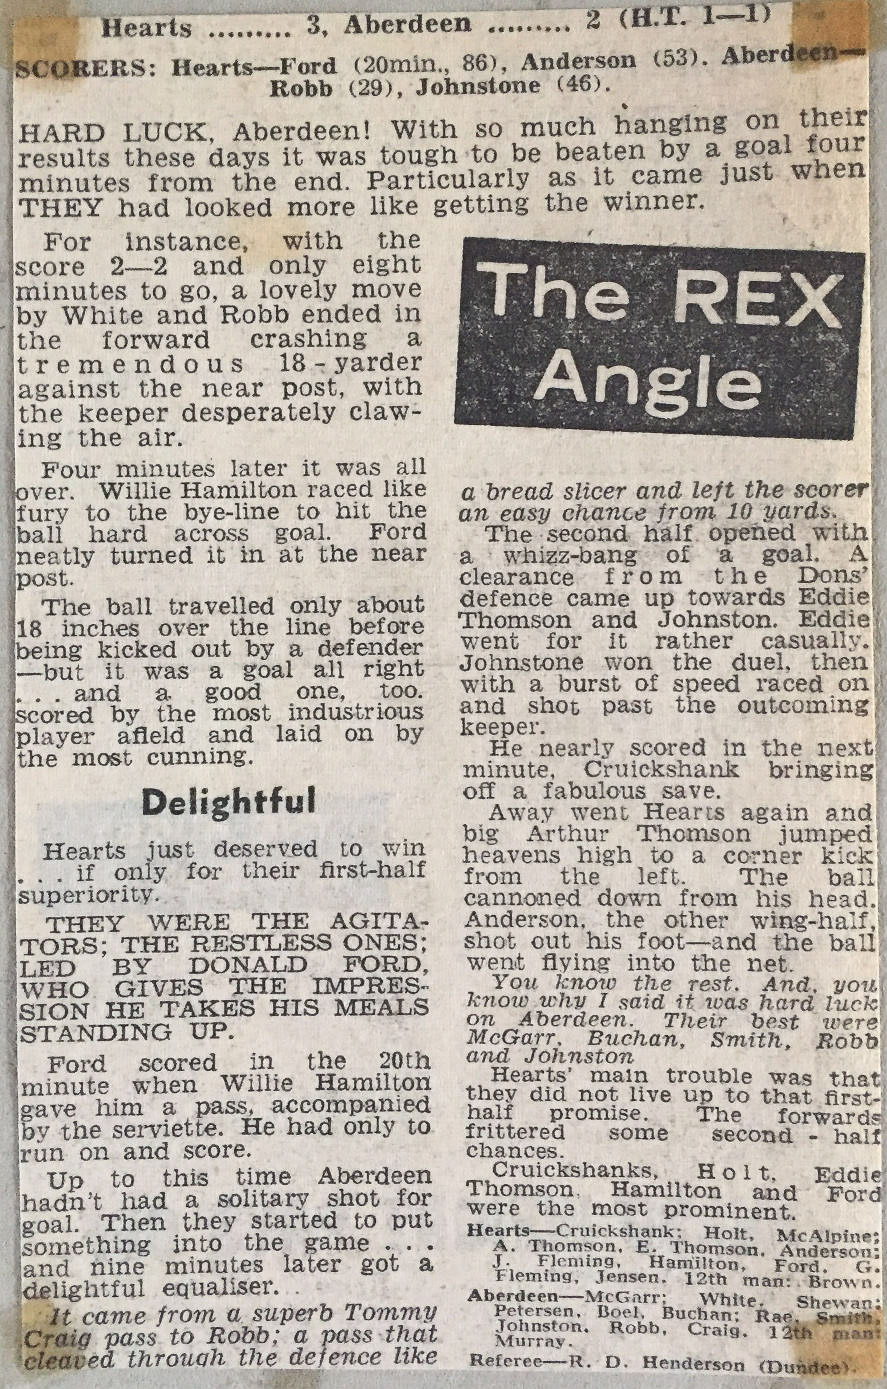 Hearts ......... 3, Aberdeen ......... 2 (H.T. 1—1)
SCORERS: Hearts—Ford (20min., 86), Anderson (53). Aberdeen—
Robb (29), Johnstone (46).
HARD LUCK, Aberdeen! With so much hanging on their
results these days it was tough to be beaten by a goal four
minutes from the end. Particularly as it came just when
THEY had looked more like getting the winner.
For instance, with the
score 2—2 and only eight
minutes to go, a lovely move
by White and Robb ended in
the forward crashing a
tremendous 18-yarder
against the near post, with
the keeper desperately claw-
ing the air.
Four minutes later it was all
over. Willie Hamilton raced like
fury to the bye-line to hit the
ball hard across goal. Ford
neatly turned it in at the near
post.
The ball travelled only about
18 inches over the line before
being kicked out by a defender
—but it was a goal all right
. . . and a good one, too.
scored by the most industrious
player afield and laid on by
the most cunning.
Delightful
Hearts just deserved to win
. . . if only for their first-half
superiority.
THEY WERE THE AGITA-
TORS; THE RESTLESS ONES;
LED BY DONALD FORD,
WHO GIVES THE IMPRES-
SION HE TAKES HIS MEALS
STANDING UP.
Ford scored in the 20th
minute when Willie Hamilton
gave him a pass, accompanied
by the serviette. He had only to
run on and score.
Up to this time Aberdeen
hadn't had a solitary shot for
goal. Then they started to put
something into the game . . .
and nine minutes later got a
delightful equaliser.
It came from a superb Tommy
Craig pass to Robb; a pass that
cleaved through the defence like
The REX
Angle
a bread slicer and left the scorer
an easy chance from 10 yards.
The second half opened with
a whizz-bang of a goal. A
clearance from the Dons'
defence came up towards Eddie
Thomson and Johnston. Eddie
went for it rather casually.
Johnstone won the duel, then
with a burst of speed raced on
and shot past the outcoming
keeper.
He nearly scored in the next
minute, Cruickshank bringing
off a fabulous save.
Away went Hearts again and
big Arthur Thomson jumped
heavens high to a corner kick
from the left. The ball
cannoned down from his head.
Anderson, the other wing-half,
shot out his foot—and the ball
went flying into the net.
You know the rest. And, you
know why I said it was hard luck
on Aberdeen. Their best were
McGarr, Buchan, Smith, Robb
and Johnston
Hearts' main trouble was that
they did not live up to that first-
half promise. The forwards
frittered some second - half
chances.
Cruickshanks, Holt, Eddie
Thomson, Hamilton and Ford
were the most prominent.
Hearts—Cruickshank; Holt, McAlpine;
A. Thomson, E. Thomson, Anderson;
J. Fleming, Hamilton, Ford, G.
Fleming, Jensen. 12th man: Brown.
Aberdeen—McGarr; White, Shewan;
Petersen, Boel, Buchan; Rae, Smith,
Johnston, Robb, Craig. 12th man:
Murray.
Referee—R. D. Henderson (Dundee).